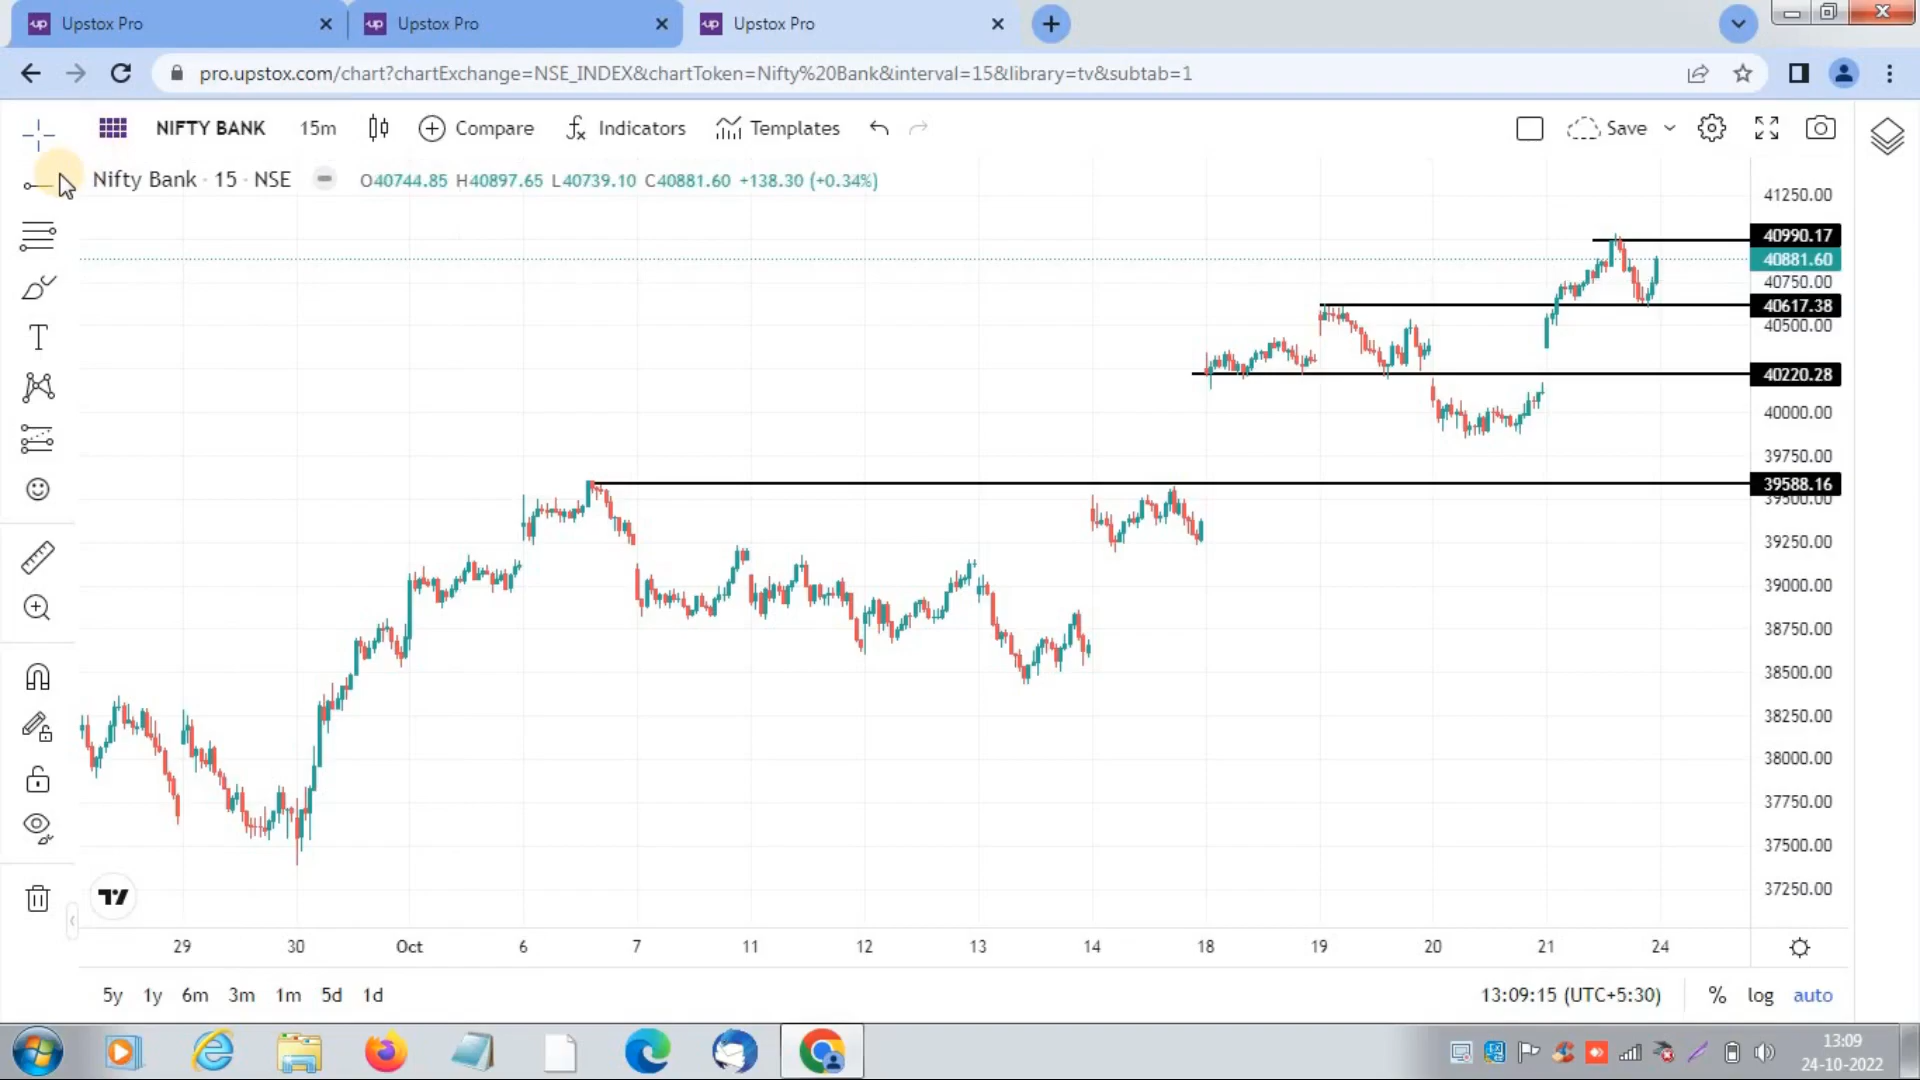 up Upstox Pro
up Upstox Pro
up Upstox Pro
pro.upstox.com/chart?chartExchange=NSE_INDEX&chartToken=Nifty%20Bank&interval=15&library=tv&subtab=1
NIFTY BANK 15m Compare Indicators Templates Save
Nifty Bank · 15 · NSE O40744.85 H40897.65 L40739.10 C40881.60 +138.30 (+0.34%)
41250.00
40990.17
40881.60
40750.00
40617.38
40500.00
40220.28
40000.00
39750.00
39588.16
39500.00
39250.00
39000.00
38750.00
38500.00
38250.00
38000.00
37750.00
37500.00
37250.00
29 30 Oct 6 7 11 12 13 14 18 19 20 21 24
5y 1y 6m 3m 1m 5d 1d 13:09:15 (UTC+5:30) % log auto
13:09
24-10-2022